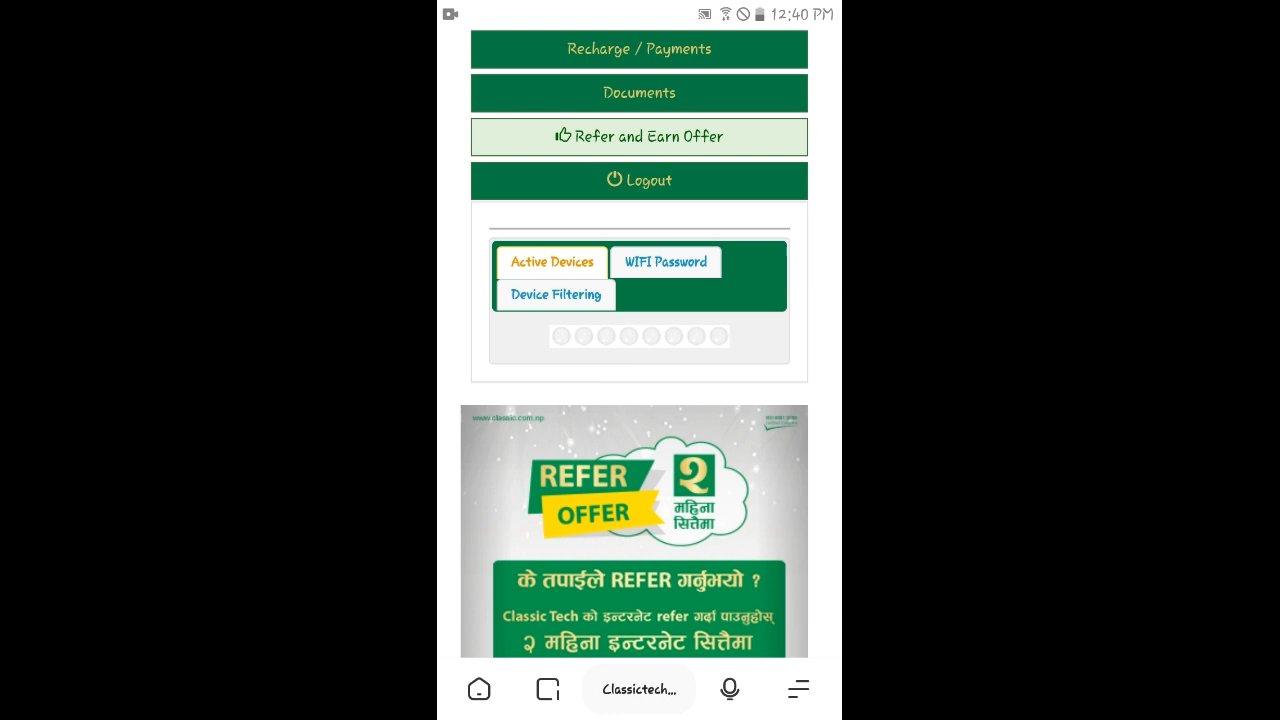 12:40 PM
Recharge / Payments
Documents
Refer and Earn Offer
Logout
Active Devices
WIFI Password
Device Filtering
www.classic.com.np
REFER
OFFER
२
महिना
सित्तैमा
के तपाईले REFER गर्नुभयो ?
Classic Tech को इन्टरनेट refer गर्दा पाउनुहोस्
२ महिना इन्टरनेट सित्तैमा
Classictech...